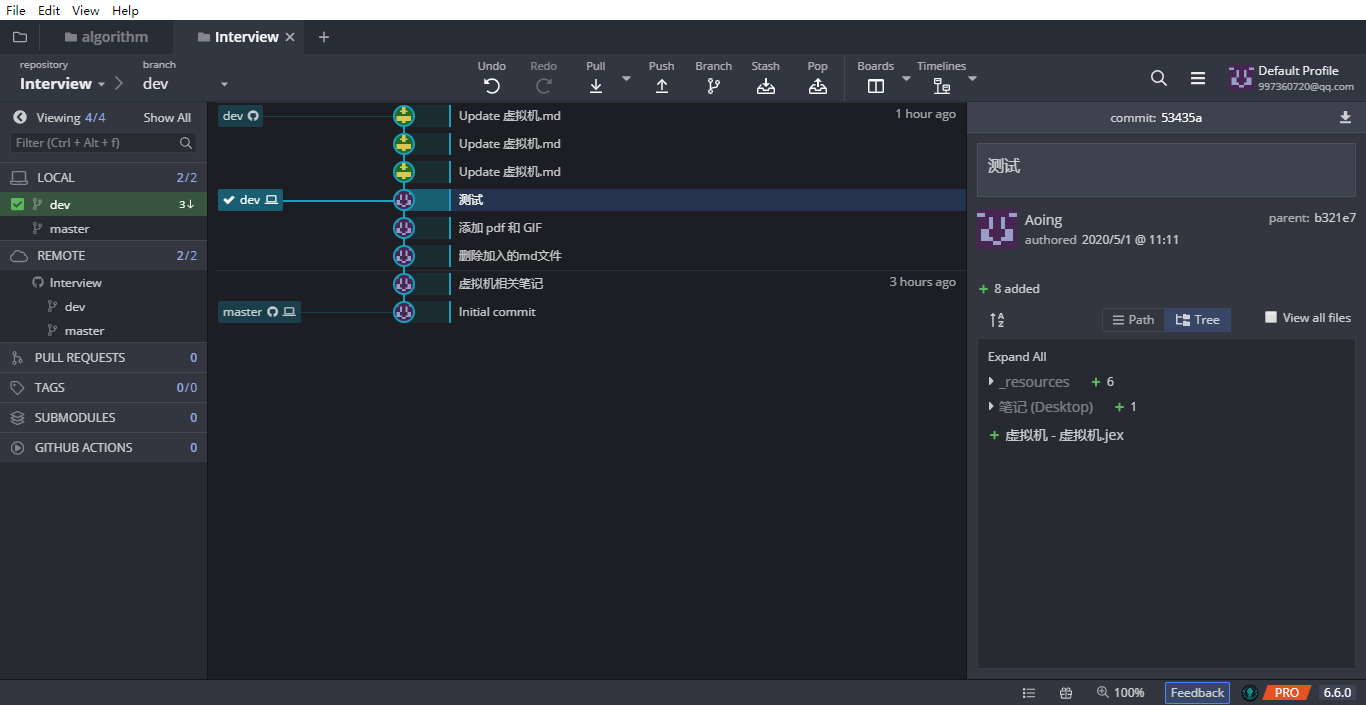 File Edit View Help
algorithm
Interview
repository
Interview
branch
dev
Undo
Redo
Pull
Push
Branch
Stash
Pop
Boards
Timelines
Default Profile
997360720@qq.com
Viewing 4/4 Show All
Filter (Ctrl + Alt + f)
LOCAL 2/2
dev 3↓
master
REMOTE 2/2
Interview
dev
master
PULL REQUESTS 0
TAGS 0/0
SUBMODULES 0
GITHUB ACTIONS 0
dev Update 虚拟机.md 1 hour ago
Update 虚拟机.md
Update 虚拟机.md
dev 测试
添加 pdf 和 GIF
删除加入的md文件
虚拟机相关笔记 3 hours ago
master Initial commit
commit: 53435a
测试
Aoing
authored 2020/5/1 @ 11:11
parent: b321e7
+ 8 added
A
Z
Path
Tree
View all files
Expand All
_resources + 6
笔记 (Desktop) + 1
+ 虚拟机 - 虚拟机.jex
100%
Feedback
PRO
6.6.0